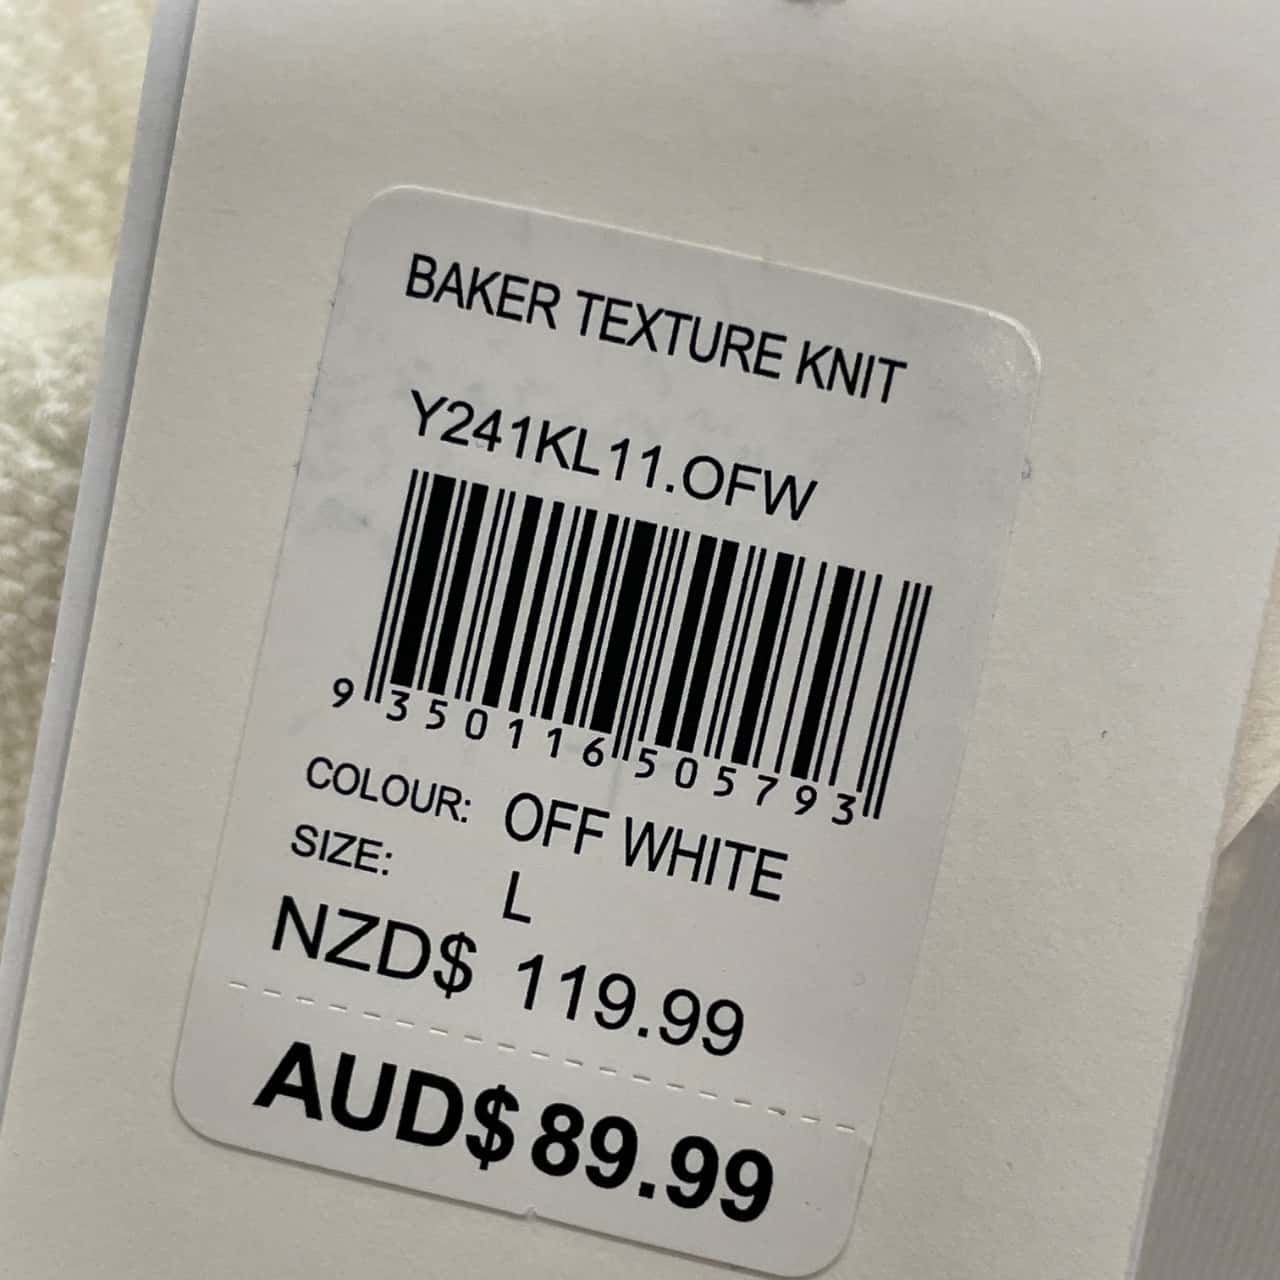 BAKER TEXTURE KNIT
Y241KL11.OFW
9 350116 505793
COLOUR: OFF WHITE
SIZE: L
NZD$ 119.99
AUD$89.99